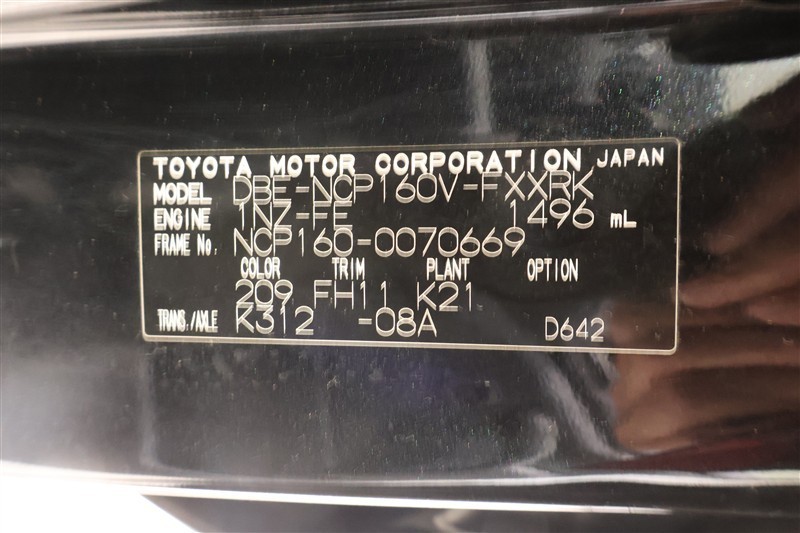 TOYOTA MOTOR CORPORATION JAPAN
MODEL DBE-NCP160V-FXXRK
ENGINE 1NZ-FE 1496 mL
FRAME No. NCP160-0070669
COLOR TRIM PLANT OPTION
209 FH11 K21
TRANS./AXLE K312 -08A D642